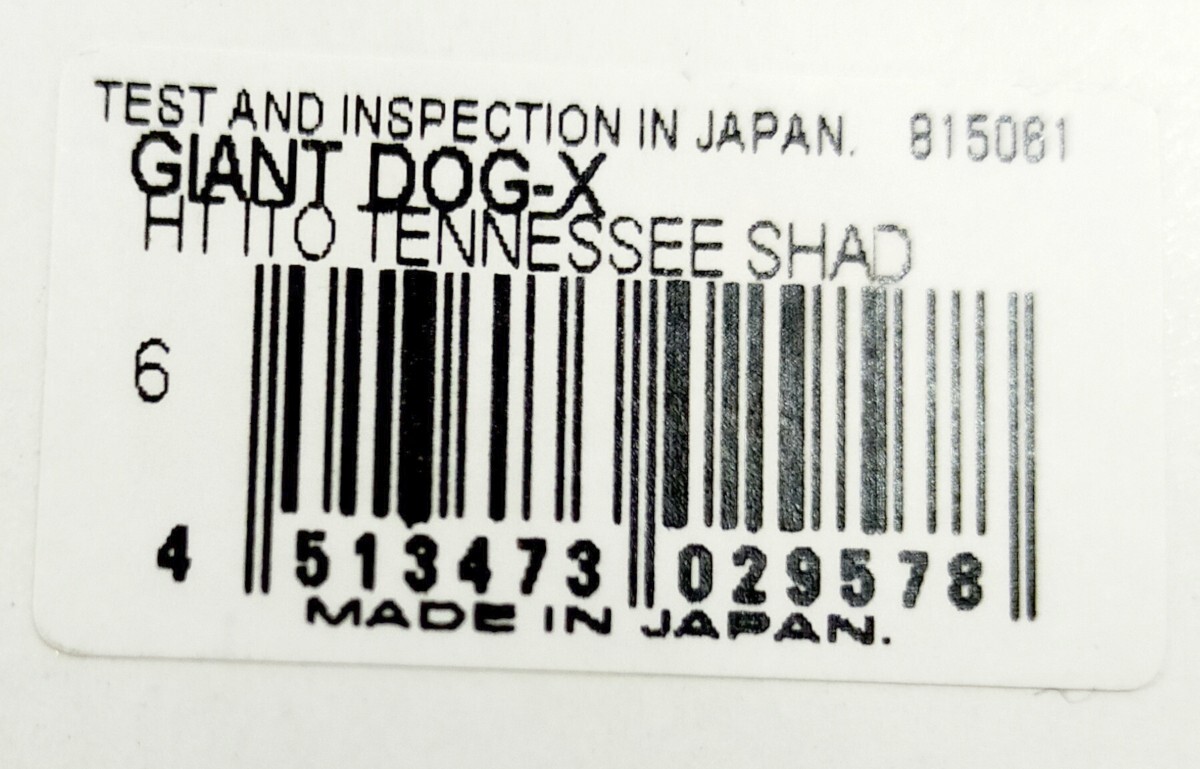 TEST AND INSPECTION IN JAPAN. 815061
GIANT DOG-X
HT ITO TENNESSEE SHAD
6
4 513473 029578
MADE IN JAPAN.